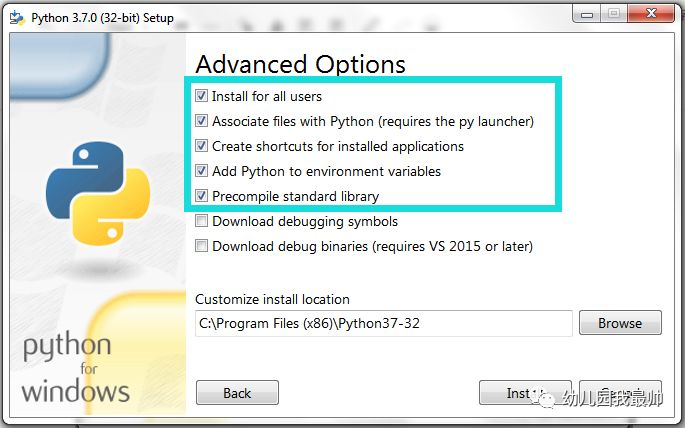 Python 3.7.0 (32-bit) Setup
Advanced Options
Install for all users
Associate files with Python (requires the py launcher)
Create shortcuts for installed applications
Add Python to environment variables
Precompile standard library
Download debugging symbols
Download debug binaries (requires VS 2015 or later)
Customize install location
C:\Program Files (x86)\Python37-32
Browse
python
for
windows
Back
Install
幼儿园我最帅